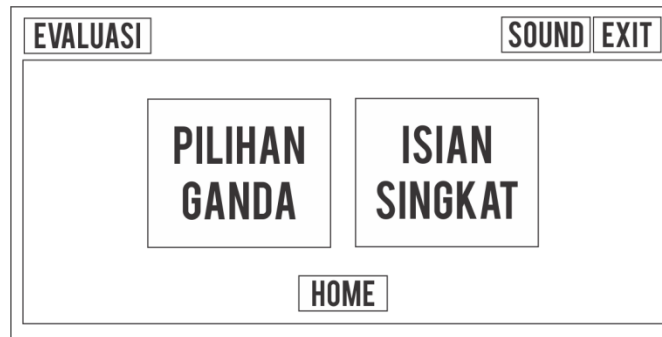 EVALUASI
SOUND
EXIT
PILIHAN
GANDA
ISIAN
SINGKAT
HOME